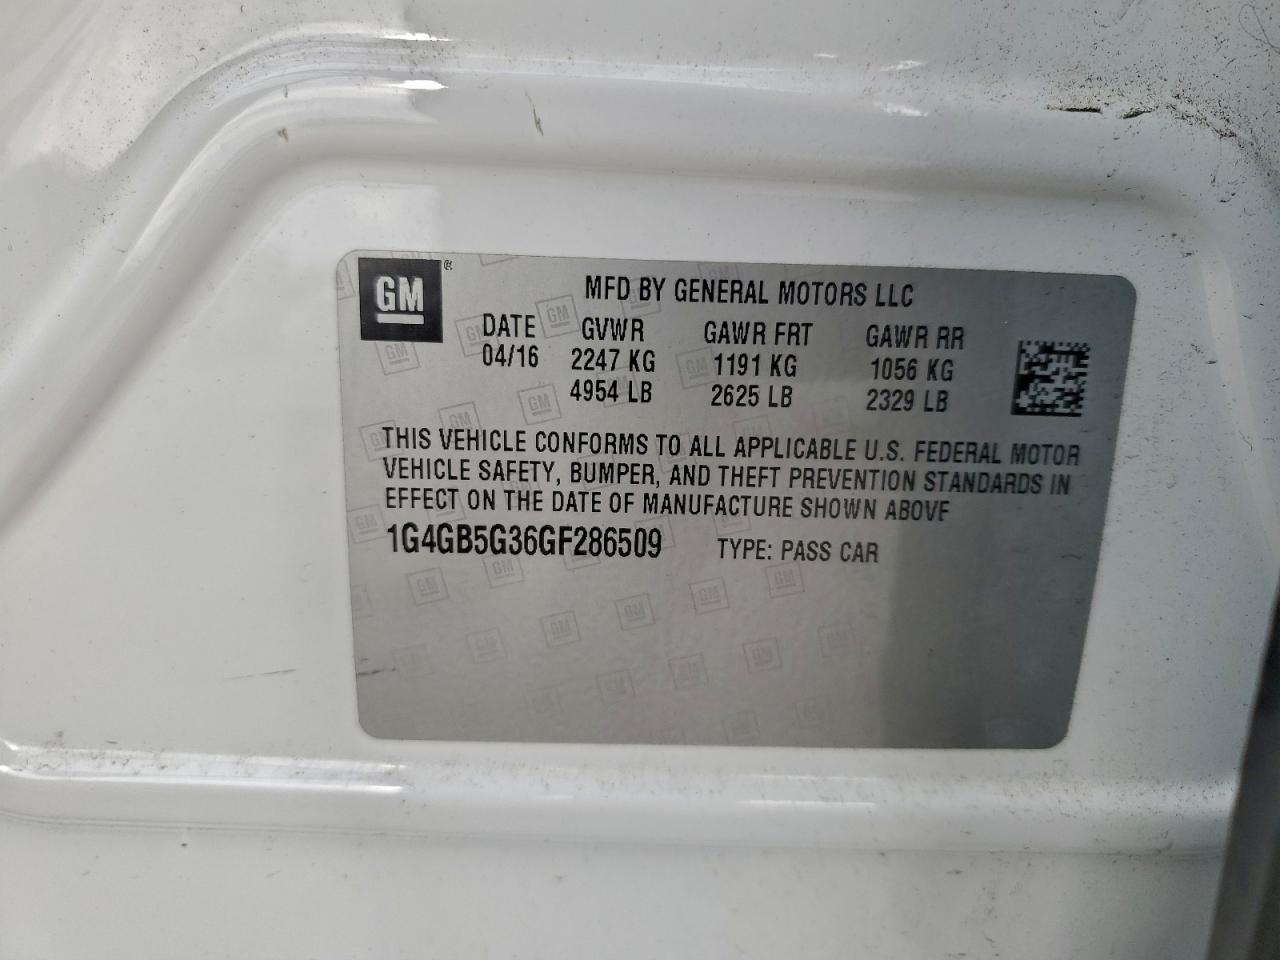 GM ®
MFD BY GENERAL MOTORS LLC
DATE GVWR GAWR FRT GAWR RR
04/16 2247 KG 1191 KG 1056 KG
4954 LB 2625 LB 2329 LB
THIS VEHICLE CONFORMS TO ALL APPLICABLE U.S. FEDERAL MOTOR
VEHICLE SAFETY, BUMPER, AND THEFT PREVENTION STANDARDS IN
EFFECT ON THE DATE OF MANUFACTURE SHOWN ABOVE
1G4GB5G36GF286509 TYPE: PASS CAR